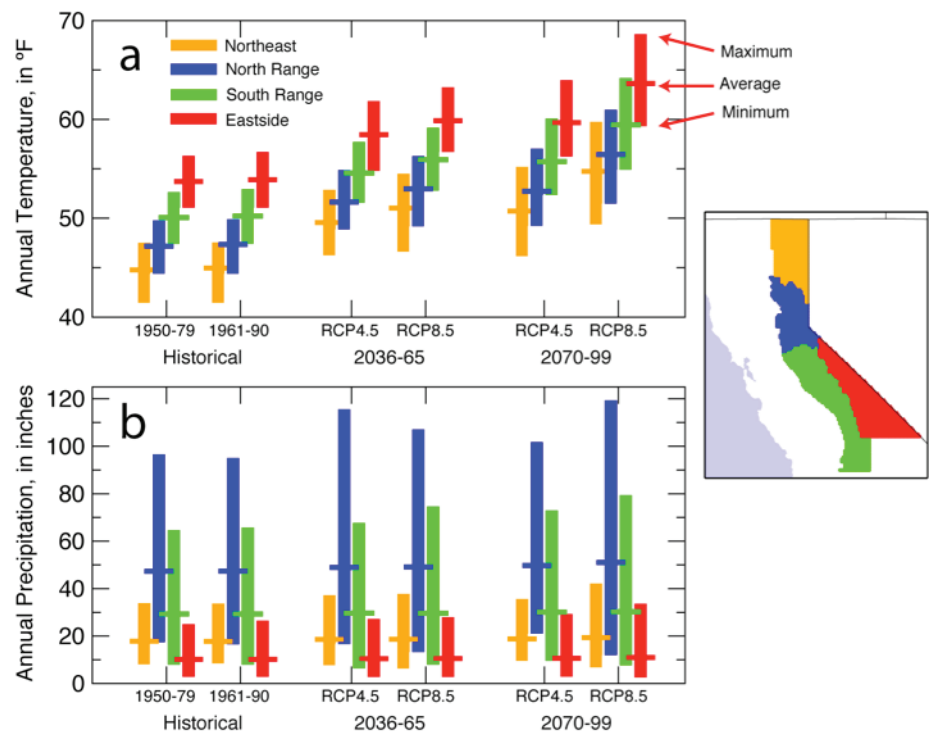 a
Annual Temperature, in °F
70
60
50
40
Northeast
North Range
South Range
Eastside
Maximum
Average
Minimum
1950-79 1961-90 RCP4.5 RCP8.5 RCP4.5 RCP8.5
Historical 2036-65 2070-99
b
Annual Precipitation, in inches
120
100
80
60
40
20
0
1950-79 1961-90 RCP4.5 RCP8.5 RCP4.5 RCP8.5
Historical 2036-65 2070-99